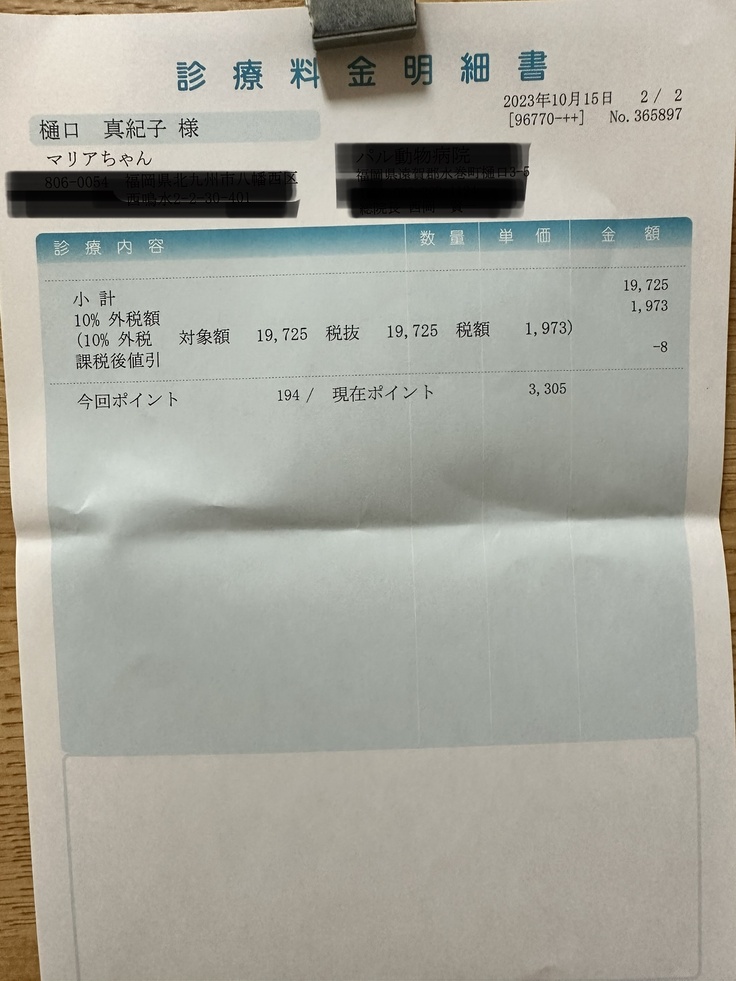 診療料金明細書
2023年10月15日 2/ 2
[96770-++] No.365897
樋口 真紀子 様
マリアちゃん
診療内容 数量 単価 金額
小 計 19,725
10% 外税額 1,973
(10% 外税 対象額 19,725 税抜 19,725 税額 1,973)
課税後値引 -8
今回ポイント 194 / 現在ポイント 3,305